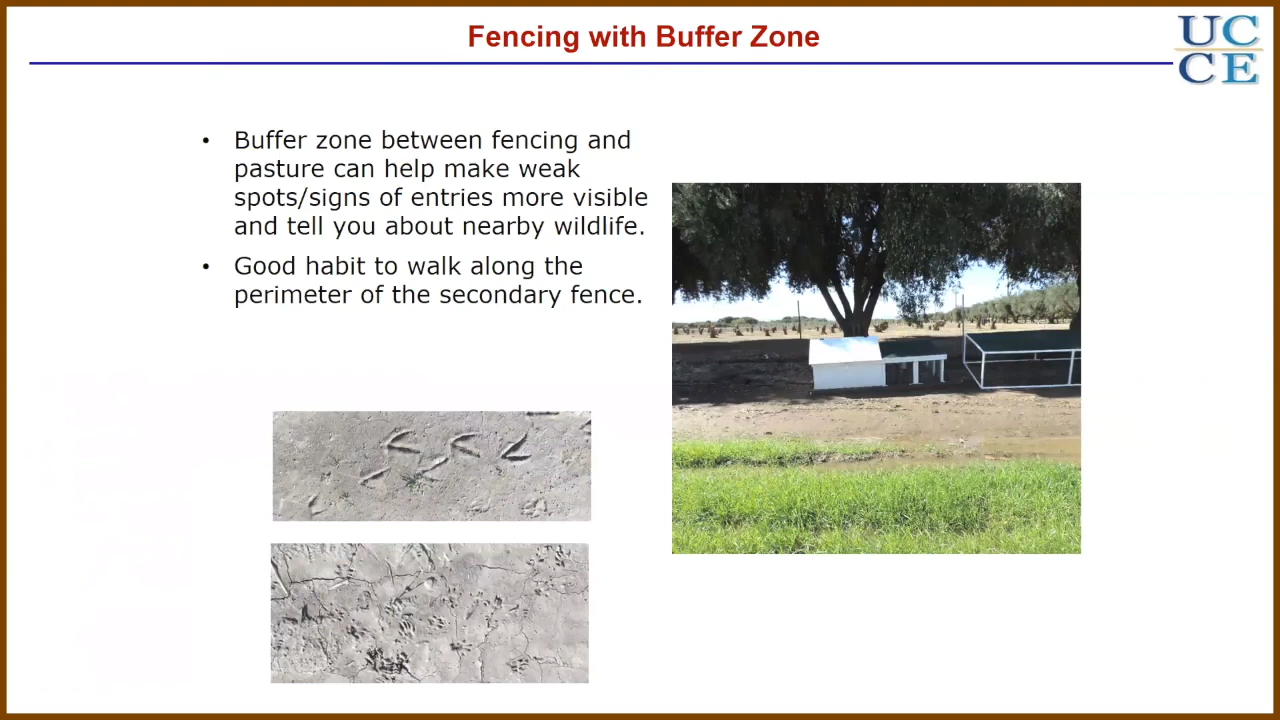 Fencing with Buffer Zone
UC
CE
• Buffer zone between fencing and
pasture can help make weak
spots/signs of entries more visible
and tell you about nearby wildlife.
• Good habit to walk along the
perimeter of the secondary fence.